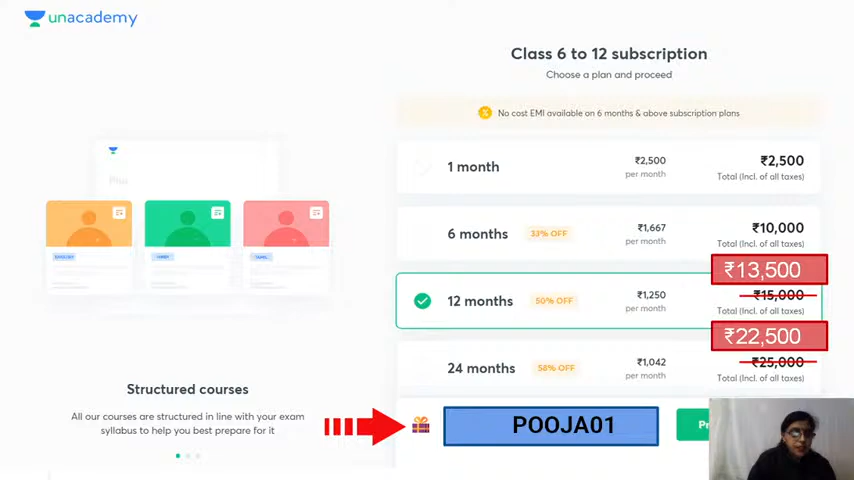 unacademy
Class 6 to 12 subscription
Choose a plan and proceed
No cost EMI available on 6 months & above subscription plans
1 month
₹2,500
per month
₹2,500
Total (Incl. of all taxes)
6 months
33% OFF
₹1,667
per month
₹10,000
Total (Incl. of all taxes)
₹13,500
12 months
50% OFF
₹1,250
per month
₹15,000
Total (Incl. of all taxes)
₹22,500
24 months
58% OFF
₹1,042
per month
₹25,000
Total (Incl. of all taxes)
Plus
ENGLISH
HINDI
TAMIL
Structured courses
All our courses are structured in line with your exam
syllabus to help you best prepare for it
POOJA01